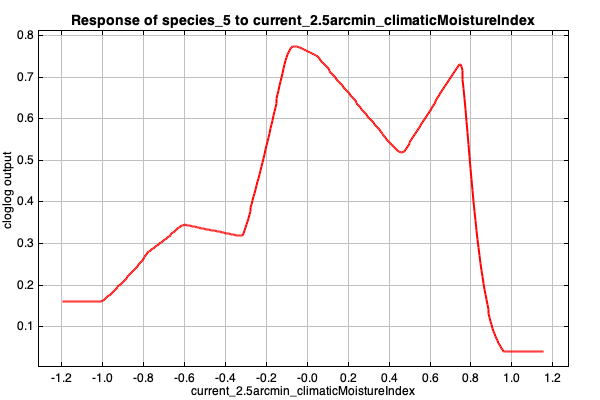 Response of species_5 to current_2.5arcmin_climaticMoistureIndex
0.8
0.7
0.6
0.5
0.4
0.3
0.2
0.1
cloglog output
-1.2 -1.0 -0.8 -0.6 -0.4 -0.2 -0.0 0.2 0.4 0.6 0.8 1.0 1.2
current_2.5arcmin_climaticMoistureIndex